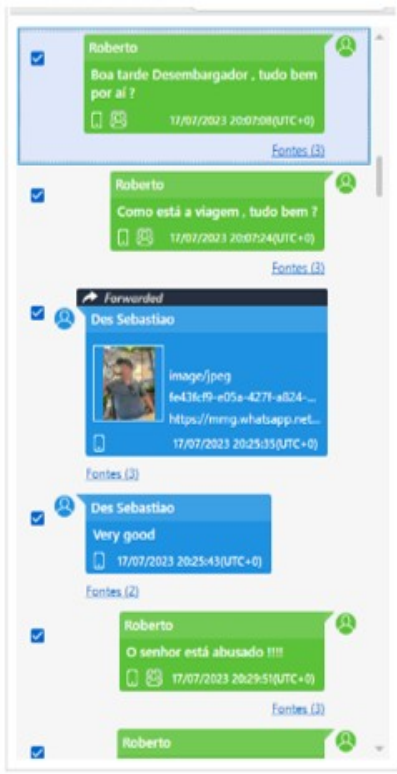 Roberto
Boa tarde Desembargador , tudo bem
por aí ?
17/07/2023 20:07:08(UTC+0)
Fontes (3)
Roberto
Como está a viagem , tudo bem ?
17/07/2023 20:07:24(UTC+0)
Fontes (3)
Forwarded
Des Sebastiao
image/jpeg
fe43fcf9-e05a-427f-a824-...
https://mmg.whatsapp.net...
17/07/2023 20:25:35(UTC+0)
Fontes (3)
Des Sebastiao
Very good
17/07/2023 20:25:43(UTC+0)
Fontes (2)
Roberto
O senhor está abusado !!!!
17/07/2023 20:29:51(UTC+0)
Fontes (3)
Roberto